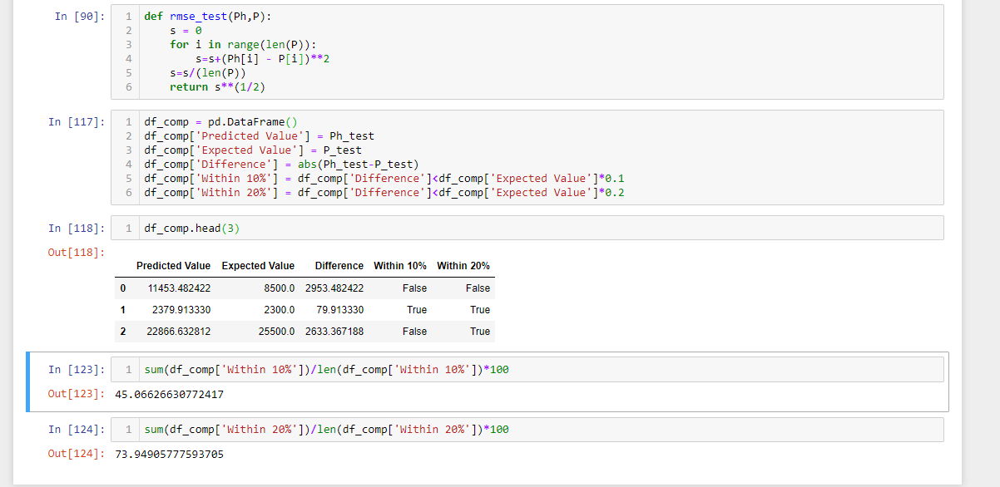 In [90]:
1 def rmse_test(Ph,P):
2     s = 0
3     for i in range(len(P)):
4         s=s+(Ph[i] - P[i])**2
5     s=s/(len(P))
6     return s**(1/2)
In [117]:
1 df_comp = pd.DataFrame()
2 df_comp['Predicted Value'] = Ph_test
3 df_comp['Expected Value'] = P_test
4 df_comp['Difference'] = abs(Ph_test-P_test)
5 df_comp['Within 10%'] = df_comp['Difference']<df_comp['Expected Value']*0.1
6 df_comp['Within 20%'] = df_comp['Difference']<df_comp['Expected Value']*0.2
In [118]:
1 df_comp.head(3)
Out[118]:
Predicted Value Expected Value Difference Within 10% Within 20%
0 11453.482422 8500.0 2953.482422 False False
1 2379.913330 2300.0 79.913330 True True
2 22866.632812 25500.0 2633.367188 False True
In [123]:
1 sum(df_comp['Within 10%'])/len(df_comp['Within 10%'])*100
Out[123]: 45.06626630772417
In [124]:
1 sum(df_comp['Within 20%'])/len(df_comp['Within 20%'])*100
Out[124]: 73.94905777593705